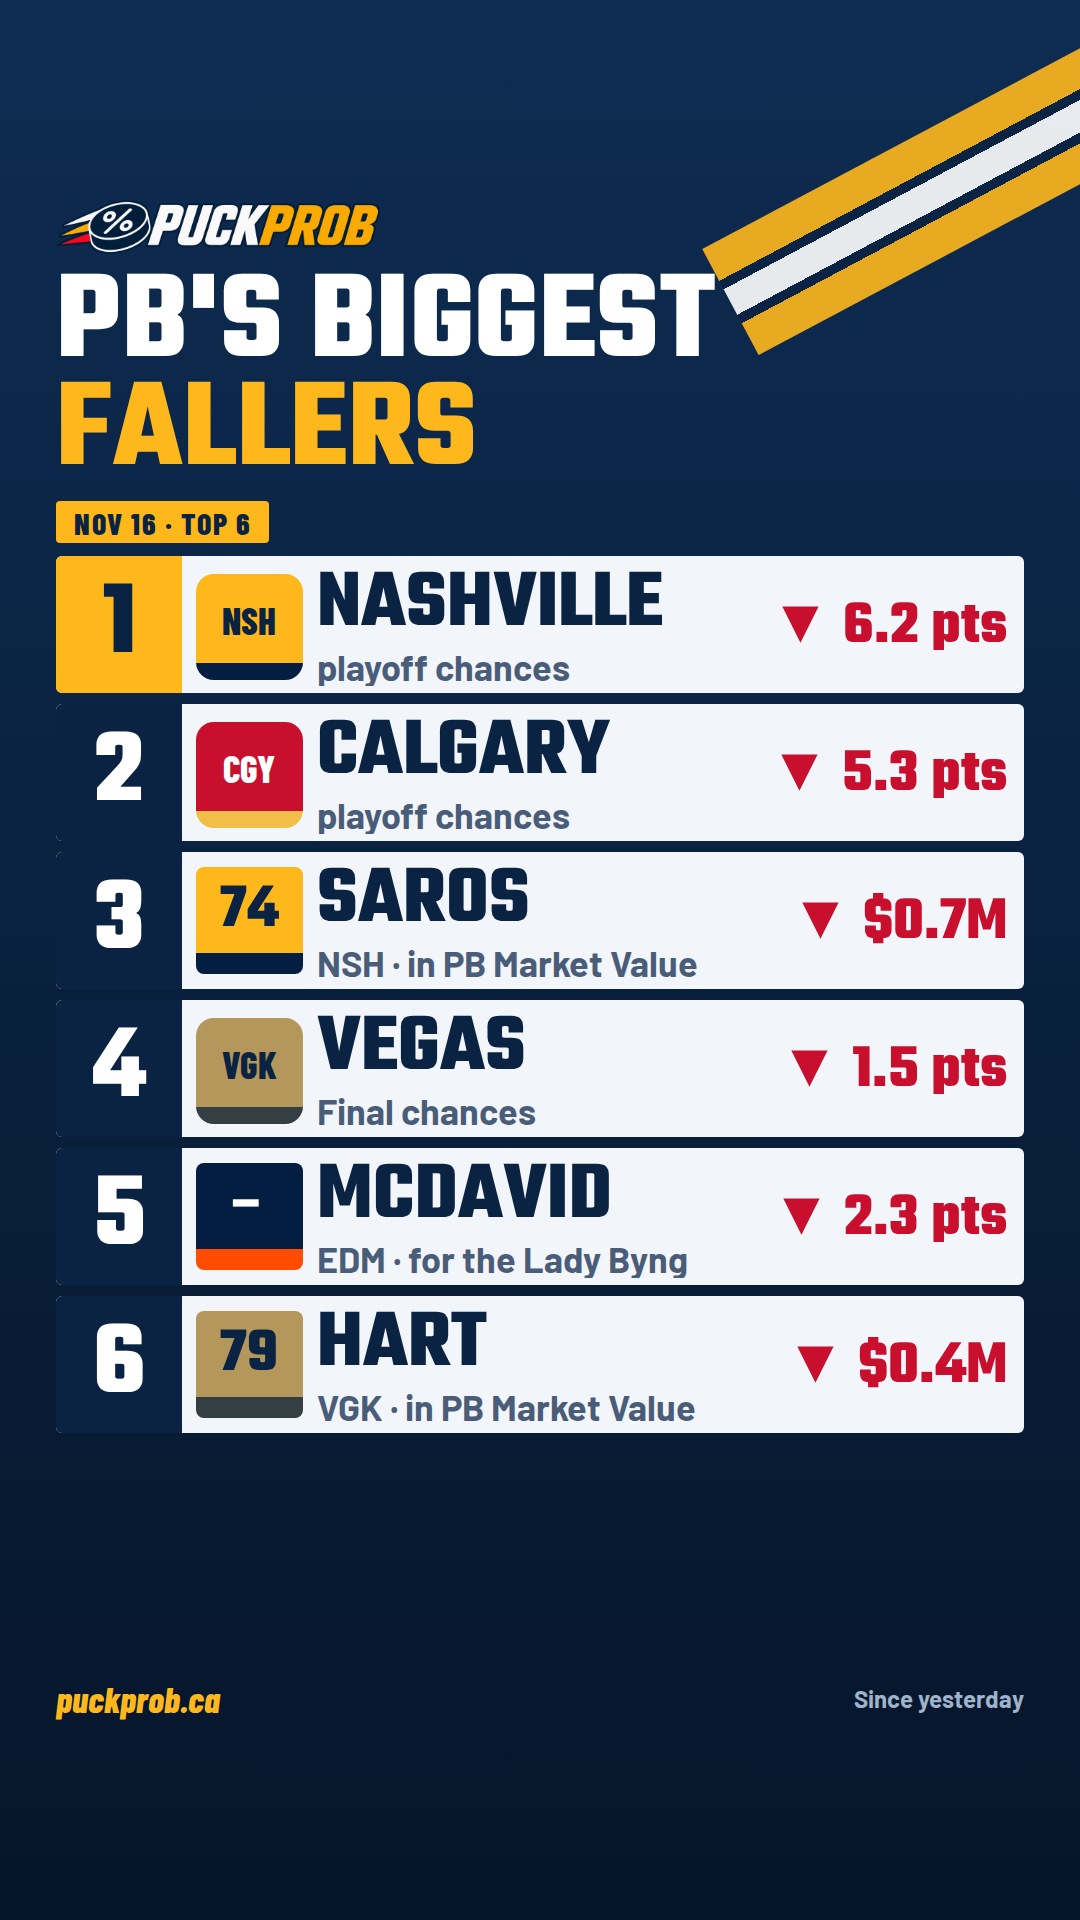 % PUCKPROB
PB'S BIGGEST
FALLERS
NOV 16 · TOP 6
1 NSH NASHVILLE ▼ 6.2 pts
playoff chances
2 CGY CALGARY ▼ 5.3 pts
playoff chances
3 74 SAROS ▼ $0.7M
NSH · in PB Market Value
4 VGK VEGAS ▼ 1.5 pts
Final chances
5 – MCDAVID ▼ 2.3 pts
EDM · for the Lady Byng
6 79 HART ▼ $0.4M
VGK · in PB Market Value
puckprob.ca Since yesterday